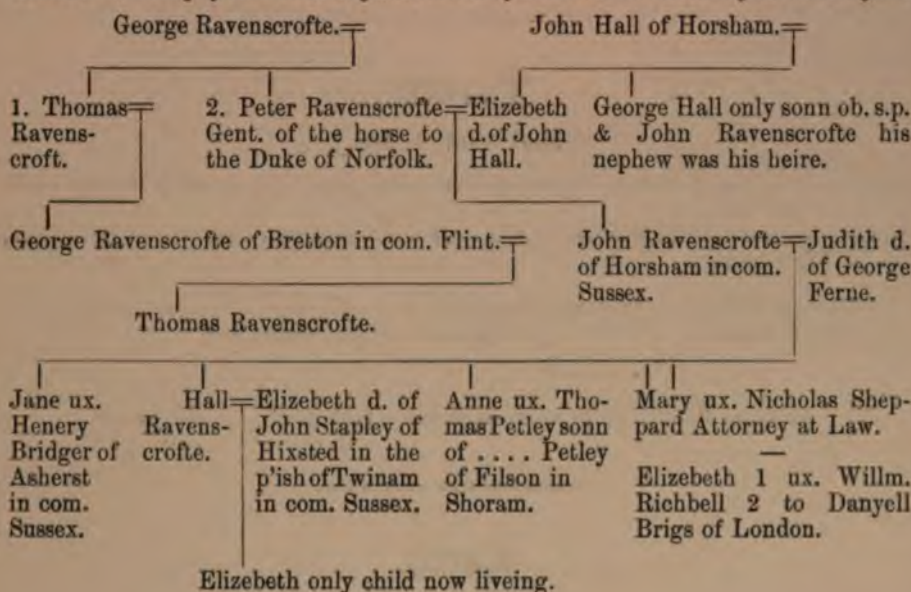 George Ravenscrofte.
John Hall of Horsham.
1. Thomas
Ravens-
croft.
2. Peter Ravenscrofte
Gent. of the horse to
the Duke of Norfolk.
Elizebeth
d. of John
Hall.
George Hall only sonn ob. s.p.
& John Ravenscrofte his
nephew was his heire.
George Ravenscrofte of Bretton in com. Flint.
John Ravenscrofte
of Horsham in com.
Sussex.
Judith d.
of George
Ferne.
Thomas Ravenscrofte.
Jane ux.
Henery
Bridger of
Asherst
in com.
Sussex.
Hall
Ravens-
crofte.
Elizebeth d. of
John Stapley of
Hixsted in the
p'ish of Twinam
in com. Sussex.
Anne ux. Tho-
mas Petley sonn
of .... Petley
of Filson in
Shoram.
Mary ux. Nicholas Shep-
pard Attorney at Law.
—
Elizebeth 1 ux. Willm.
Richbell 2 to Danyell
Brigs of London.
Elizebeth only child now liveing.